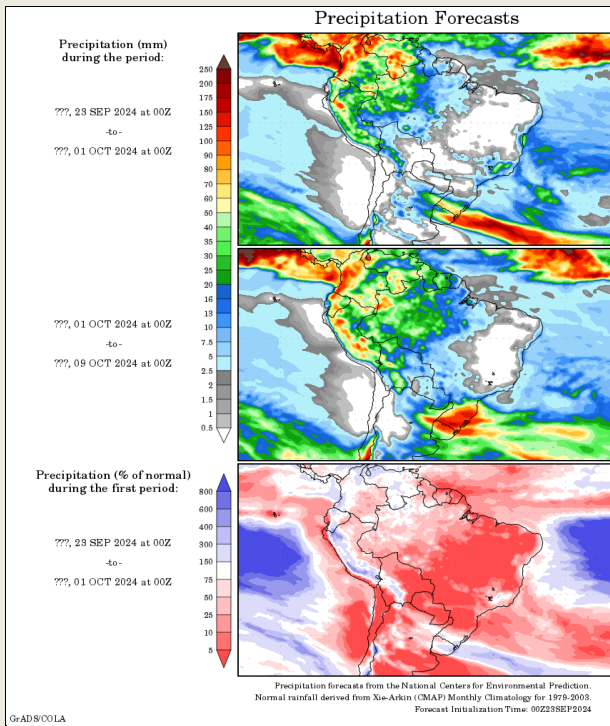 Precipitation Forecasts
Precipitation (mm)
during the period:
???, 23 SEP 2024 at 00Z
-to-
???, 01 OCT 2024 at 00Z
???, 01 OCT 2024 at 00Z
-to-
???, 09 OCT 2024 at 00Z
250
200
175
150
125
100
90
80
70
60
50
40
35
30
25
20
16
13
10
7.5
5
2.5
2
1.5
1
0.5
Precipitation (% of normal)
during the first period:
???, 23 SEP 2024 at 00Z
-to-
???, 01 OCT 2024 at 00Z
800
600
400
300
150
75
50
25
10
5
Precipitation forecasts from the National Centers for Environmental Prediction.
Normal rainfall derived from Xie-Arkin (CMAP) Monthly Climatology for 1979-2003.
Forecast Initialization Time: 00Z23SEP2024
GrADS/COLA